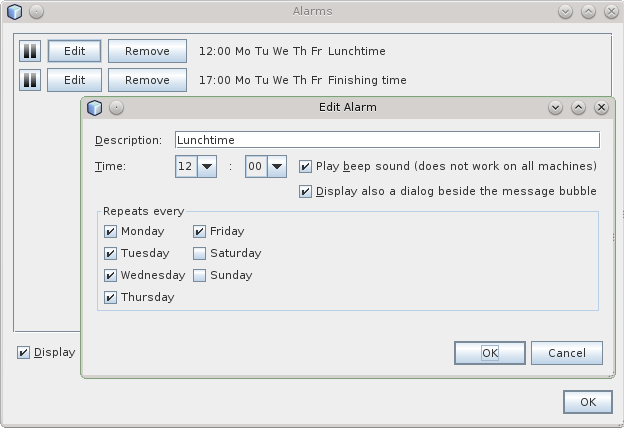 Alarms
Edit Remove 12:00 Mo Tu We Th Fr Lunchtime
Edit Remove 17:00 Mo Tu We Th Fr Finishing time
Edit Alarm
Description: Lunchtime
Time: 12 : 00 Play beep sound (does not work on all machines)
Display also a dialog beside the message bubble
Repeats every
Monday Friday
Tuesday Saturday
Wednesday Sunday
Thursday
OK Cancel
Display
OK